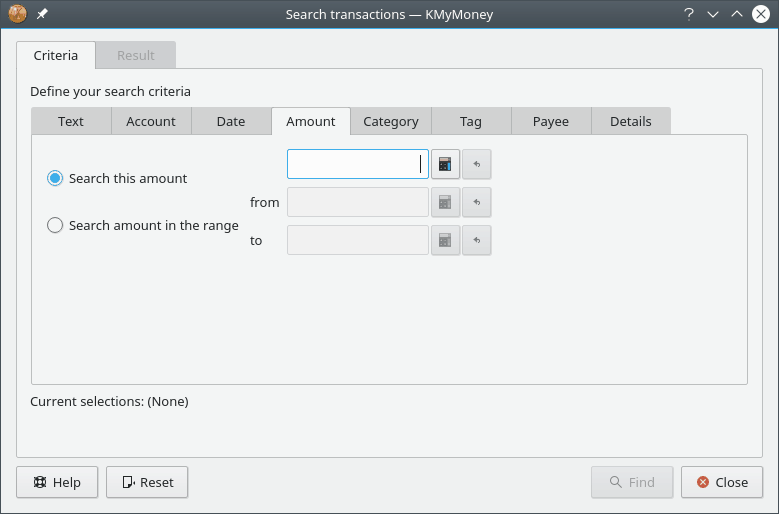 Search transactions — KMyMoney
Criteria
Result
Define your search criteria
Text
Account
Date
Amount
Category
Tag
Payee
Details
Search this amount
from
Search amount in the range
to
Current selections: (None)
Help
Reset
Find
Close